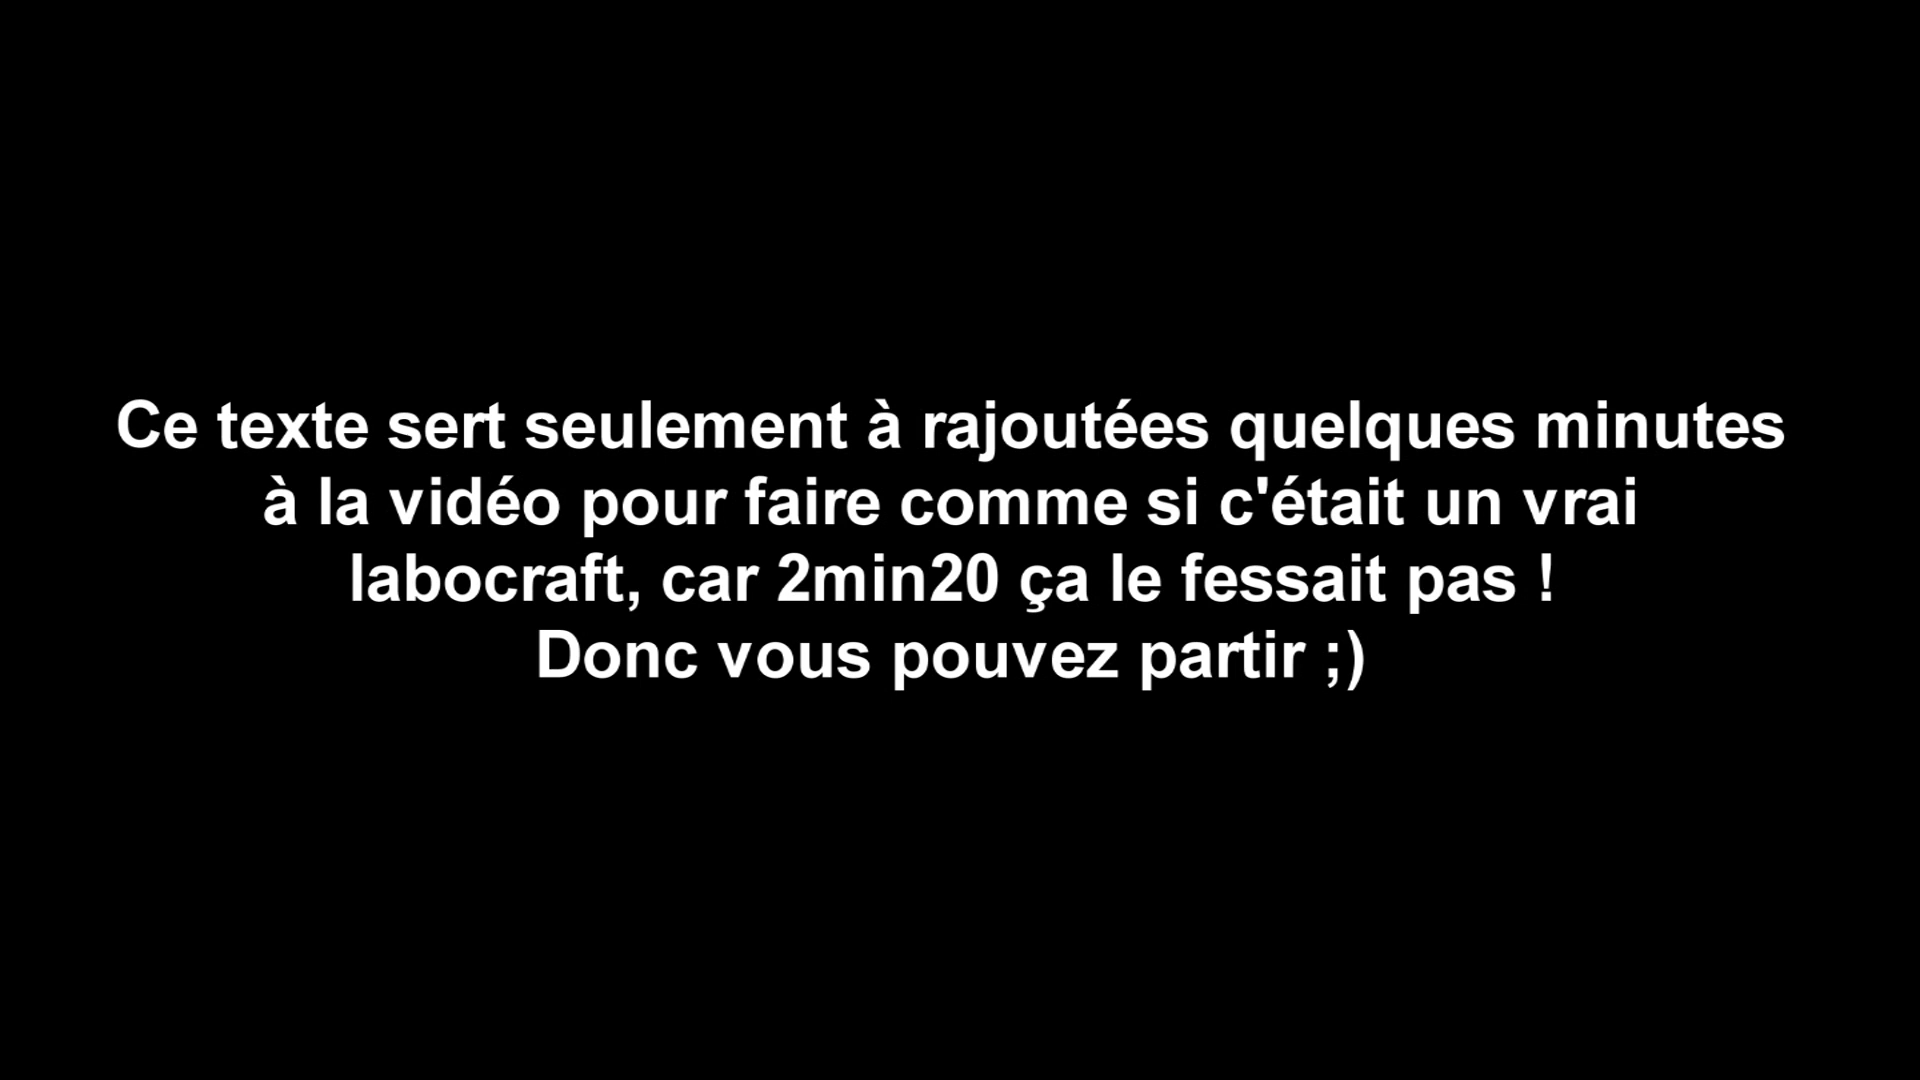 Ce texte sert seulement à rajoutées quelques minutes
à la vidéo pour faire comme si c'était un vrai
labocraft, car 2min20 ça le fessait pas !
Donc vous pouvez partir ;)